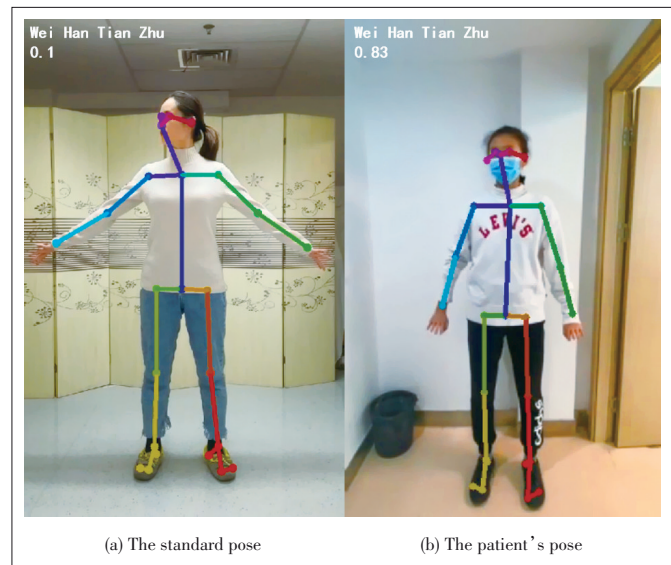 Wei Han Tian Zhu
0.1
Wei Han Tian Zhu
0.83
LEVI'S
(a) The standard pose
(b) The patient's pose